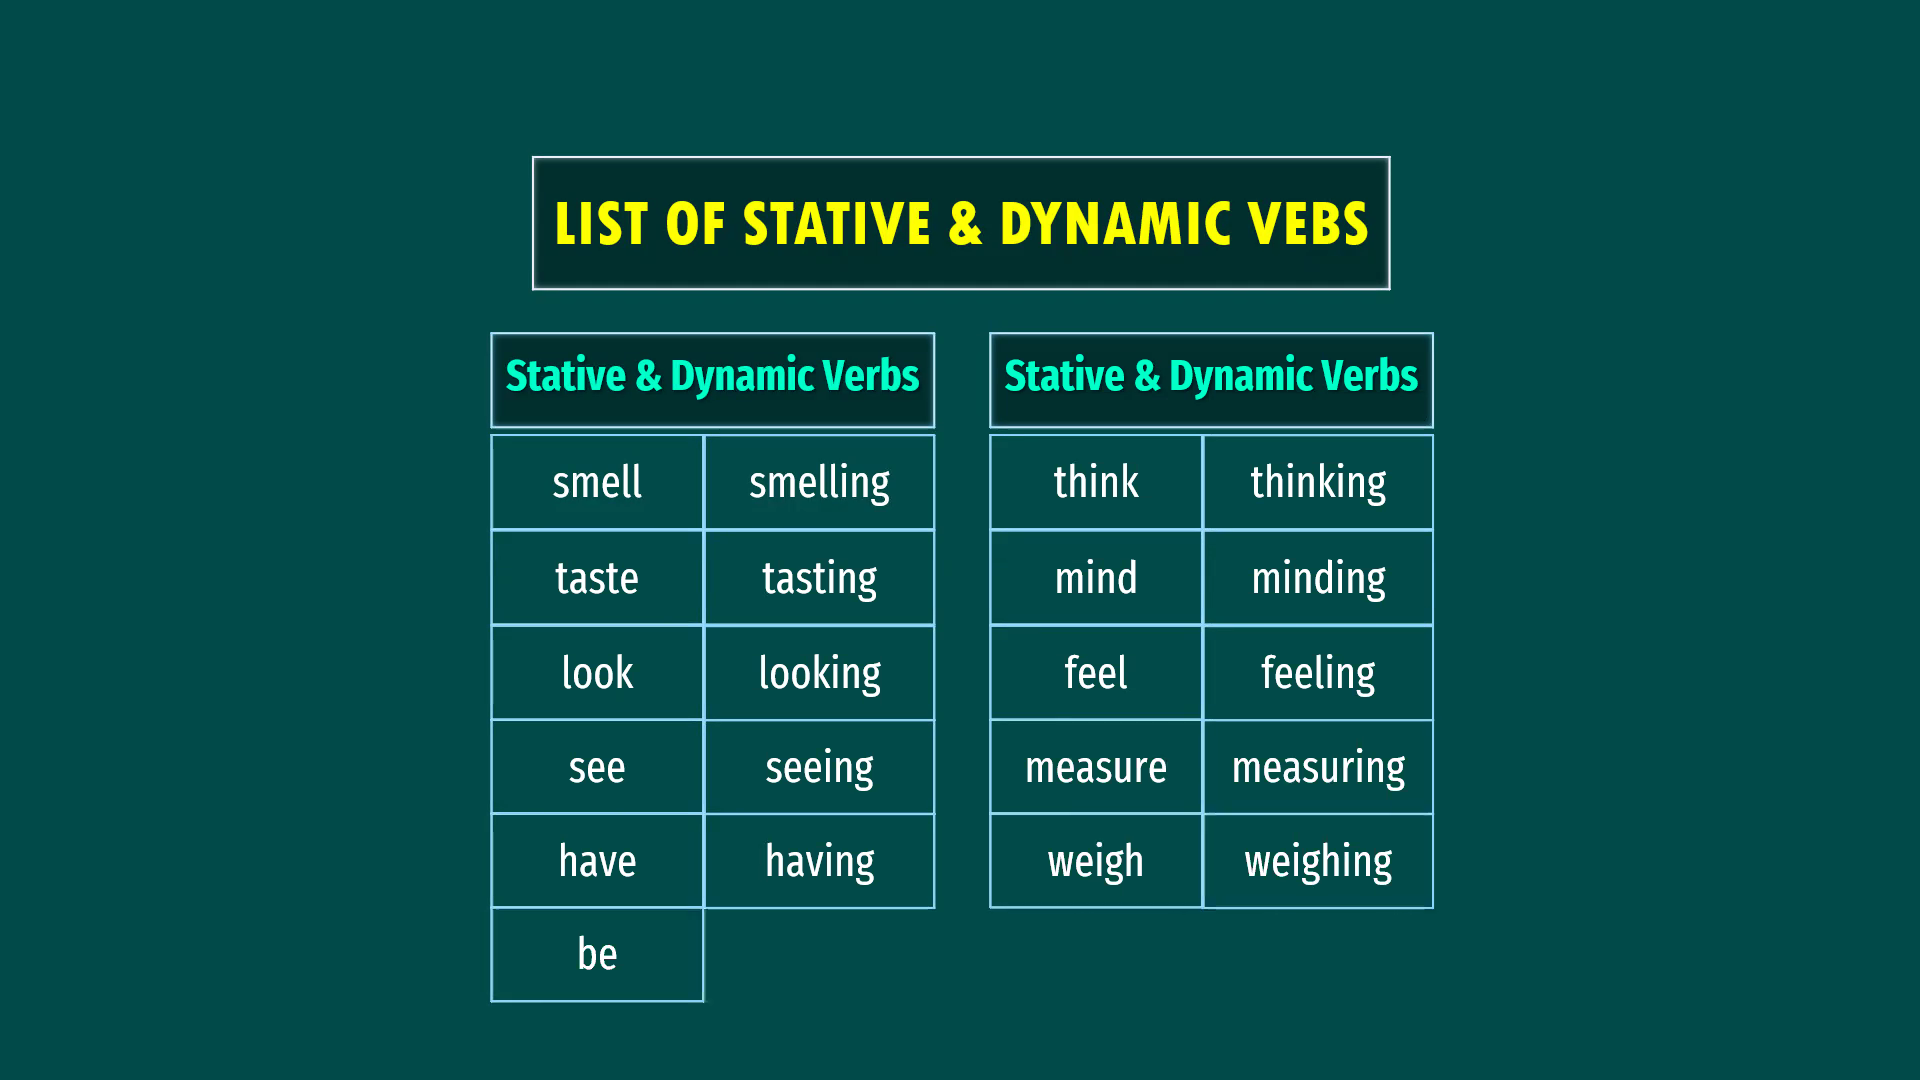 LIST OF STATIVE & DYNAMIC VEBS
Stative & Dynamic Verbs
smell smelling
taste tasting
look looking
see seeing
have having
be
Stative & Dynamic Verbs
think thinking
mind minding
feel feeling
measure measuring
weigh weighing